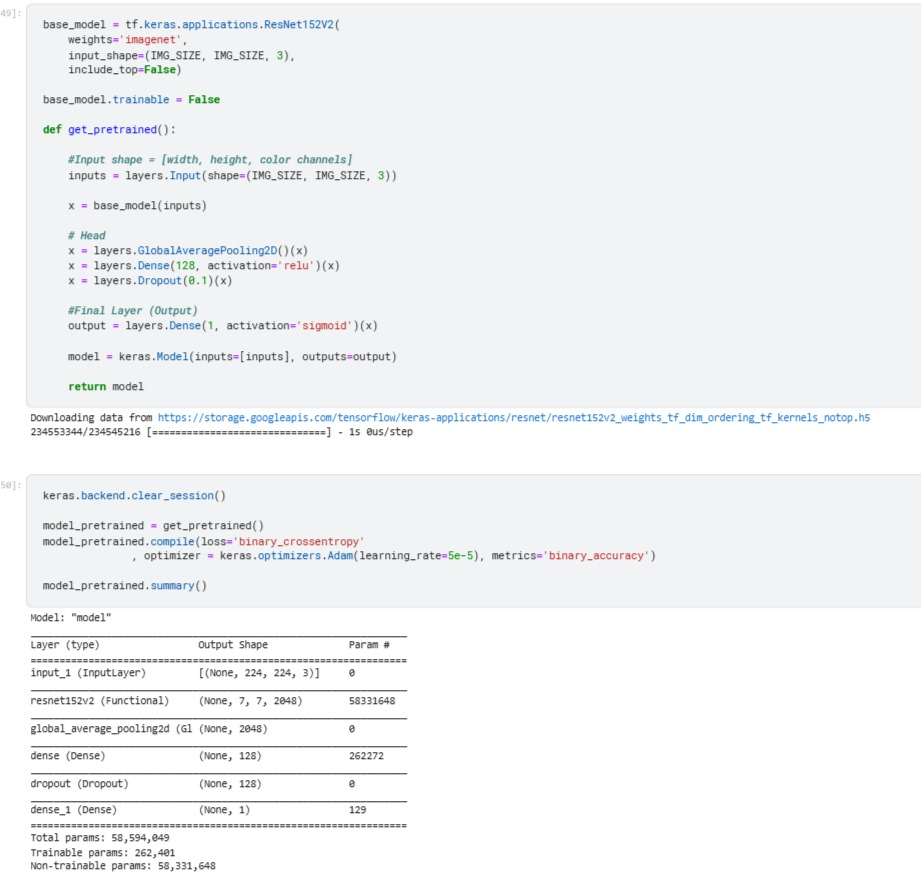 49]:
base_model = tf.keras.applications.ResNet152V2(
    weights='imagenet',
    input_shape=(IMG_SIZE, IMG_SIZE, 3),
    include_top=False)

base_model.trainable = False

def get_pretrained():

    #Input shape = [width, height, color channels]
    inputs = layers.Input(shape=(IMG_SIZE, IMG_SIZE, 3))

    x = base_model(inputs)

    # Head
    x = layers.GlobalAveragePooling2D()(x)
    x = layers.Dense(128, activation='relu')(x)
    x = layers.Dropout(0.1)(x)

    #Final Layer (Output)
    output = layers.Dense(1, activation='sigmoid')(x)

    model = keras.Model(inputs=[inputs], outputs=output)

    return model
Downloading data from https://storage.googleapis.com/tensorflow/keras-applications/resnet/resnet152v2_weights_tf_dim_ordering_tf_kernels_notop.h5
234553344/234545216 [==============================] - 1s 0us/step
50]:
keras.backend.clear_session()

model_pretrained = get_pretrained()
model_pretrained.compile(loss='binary_crossentropy'
              , optimizer = keras.optimizers.Adam(learning_rate=5e-5), metrics='binary_accuracy')

model_pretrained.summary()
Model: "model"
_________________________________________________________________
Layer (type)                 Output Shape              Param #
=================================================================
input_1 (InputLayer)         [(None, 224, 224, 3)]     0
_________________________________________________________________
resnet152v2 (Functional)     (None, 7, 7, 2048)        58331648
_________________________________________________________________
global_average_pooling2d (Gl (None, 2048)              0
_________________________________________________________________
dense (Dense)                (None, 128)               262272
_________________________________________________________________
dropout (Dropout)            (None, 128)               0
_________________________________________________________________
dense_1 (Dense)              (None, 1)                 129
=================================================================
Total params: 58,594,049
Trainable params: 262,401
Non-trainable params: 58,331,648